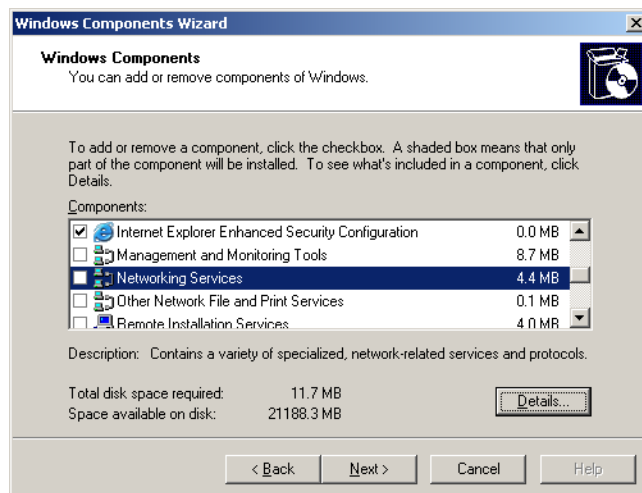 Windows Components Wizard
Windows Components
You can add or remove components of Windows.
To add or remove a component, click the checkbox. A shaded box means that only
part of the component will be installed. To see what's included in a component, click
Details.
Components:
Internet Explorer Enhanced Security Configuration 0.0 MB
Management and Monitoring Tools 8.7 MB
Networking Services 4.4 MB
Other Network File and Print Services 0.1 MB
Remote Installation Services 4.0 MB
Description: Contains a variety of specialized, network-related services and protocols.
Total disk space required: 11.7 MB
Space available on disk: 21188.3 MB
Details...
< Back Next > Cancel Help